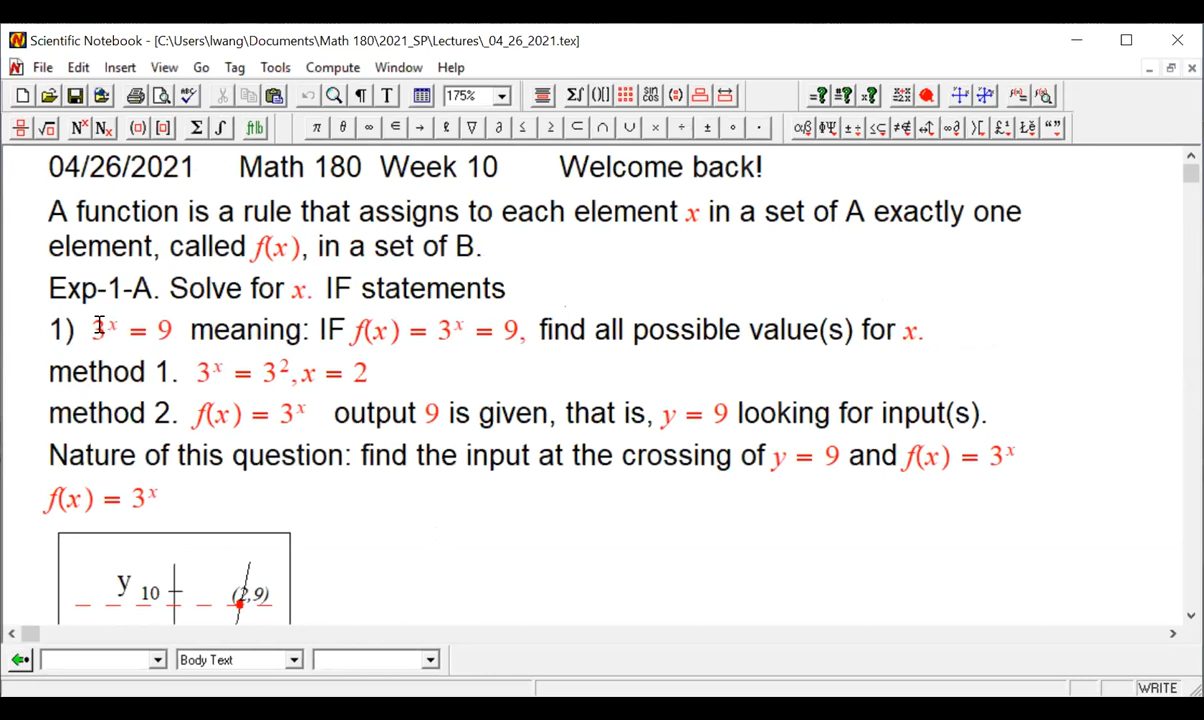 Scientific Notebook - [C:\Users\lwang\Documents\Math 180\2021_SP\Lectures\_04_26_2021.tex]
File Edit Insert View Go Tag Tools Compute Window Help
175%
04/26/2021 Math 180 Week 10 Welcome back!
A function is a rule that assigns to each element x in a set of A exactly one
element, called f(x), in a set of B.
Exp-1-A. Solve for x. IF statements
1) 3ˣ = 9 meaning: IF f(x) = 3ˣ = 9, find all possible value(s) for x.
method 1. 3ˣ = 3², x = 2
method 2. f(x) = 3ˣ output 9 is given, that is, y = 9 looking for input(s).
Nature of this question: find the input at the crossing of y = 9 and f(x) = 3ˣ
f(x) = 3ˣ
y 10 (2,9)
Body Text
WRITE